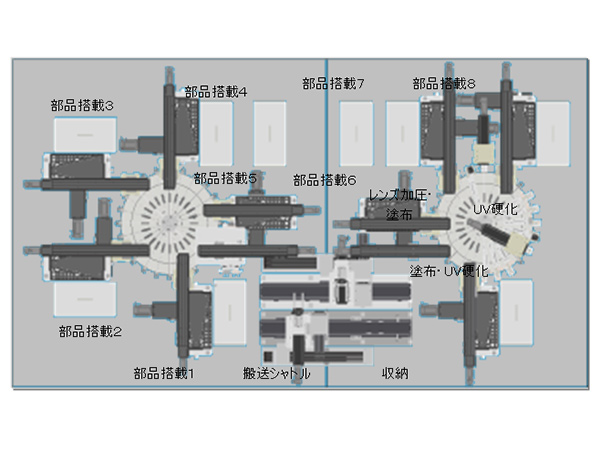 部品搭載7
部品搭載8
部品搭載4
部品搭載3
部品搭載5
部品搭載6
レンズ加圧・
塗布
UV硬化
塗布・UV硬化
部品搭載2
部品搭載1
搬送シャトル
収納